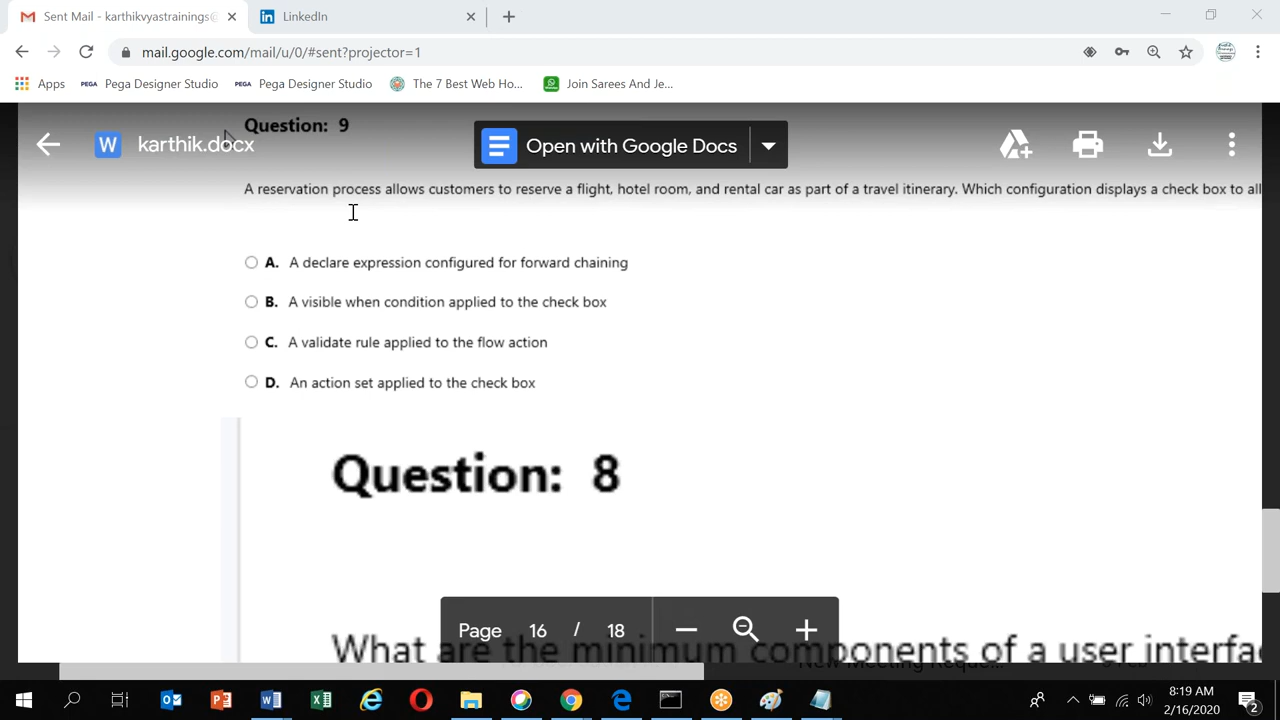 Sent Mail - karthikvyastrainings@
LinkedIn
mail.google.com/mail/u/0/#sent?projector=1
Apps
PEGA Pega Designer Studio
PEGA Pega Designer Studio
The 7 Best Web Ho...
Join Sarees And Je...
Question: 9
W karthik.docx
Open with Google Docs
A reservation process allows customers to reserve a flight, hotel room, and rental car as part of a travel itinerary. Which configuration displays a check box to all
A. A declare expression configured for forward chaining
B. A visible when condition applied to the check box
C. A validate rule applied to the flow action
D. An action set applied to the check box
Question: 8
Page 16 / 18
What are the minimum components of a user interfa
8:19 AM
2/16/2020
2